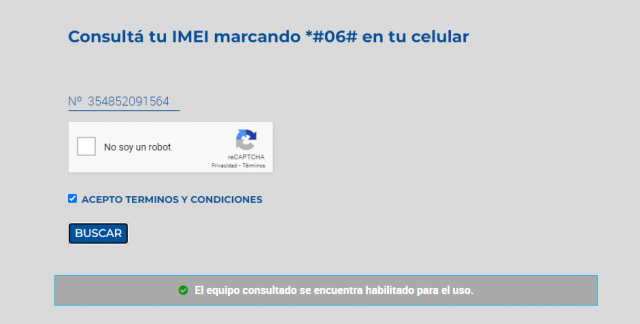 Consultá tu IMEI marcando *#06# en tu celular
Nº 354852091564
No soy un robot
reCAPTCHA
Privacidad - Términos
ACEPTO TERMINOS Y CONDICIONES
BUSCAR
El equipo consultado se encuentra habilitado para el uso.